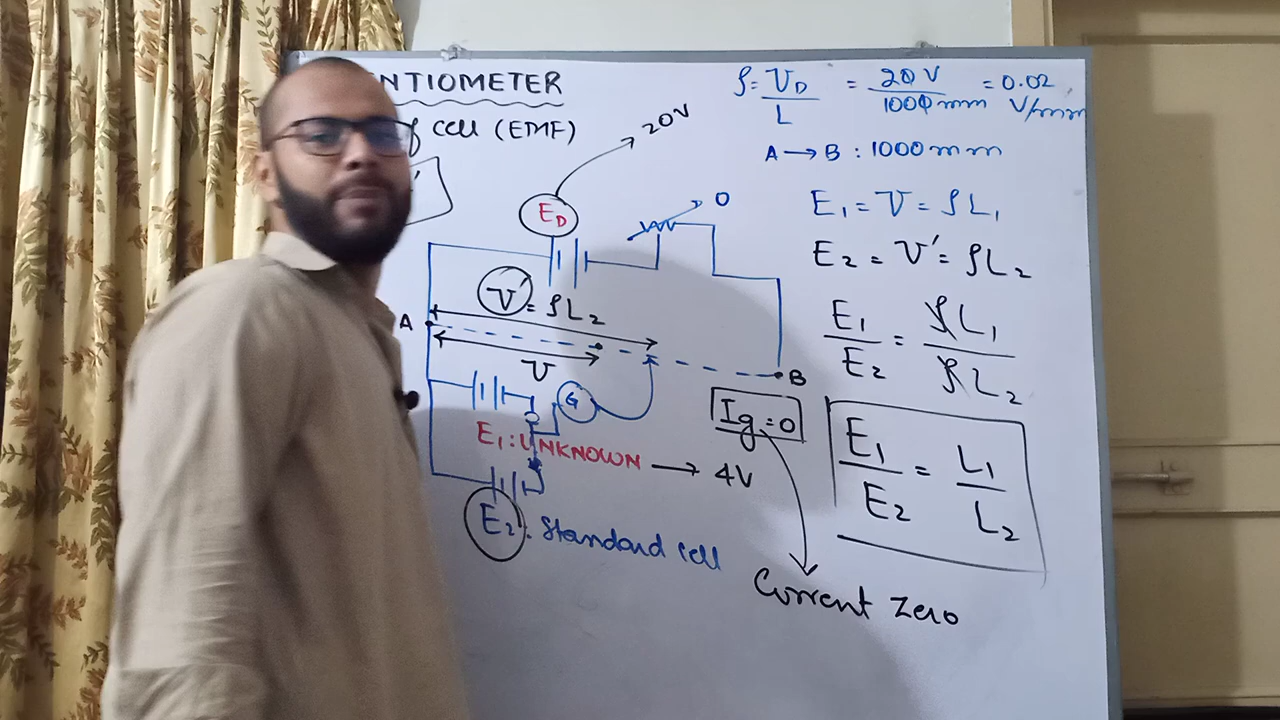 NTIOMETER
of cell (EMF)
20V
ρ = V_D / L = 20 V / 1000 mm = 0.02 V/mm
A → B : 1000 mm
E_D
0
E₁ = V = ρL₁
E₂ = V' = ρL₂
V' = ρL₂
E₁ / E₂ = ρL₁ / ρL₂
A
V
B
G
Ig = 0
E₁ : UNKNOWN → 4V
E₁ / E₂ = L₁ / L₂
E₂ : Standard cell
Current Zero